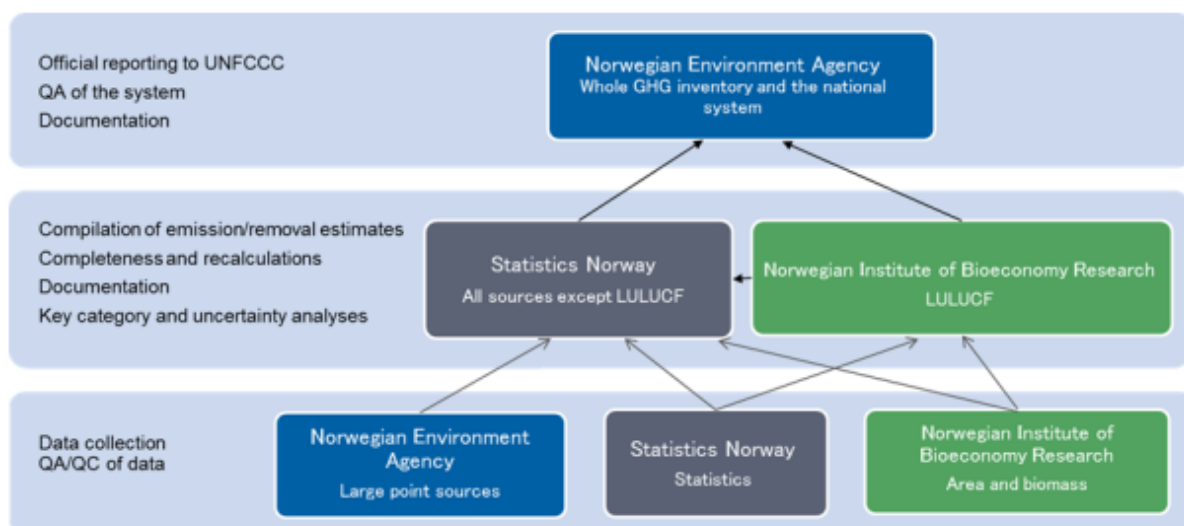 Official reporting to UNFCCC
QA of the system
Documentation
Norwegian Environment Agency
Whole GHG inventory and the national
system
Compilation of emission/removal estimates
Completeness and recalculations
Documentation
Key category and uncertainty analyses
Statistics Norway
All sources except LULUCF
Norwegian Institute of Bioeconomy Research
LULUCF
Data collection
QA/QC of data
Norwegian Environment
Agency
Large point sources
Statistics Norway
Statistics
Norwegian Institute of
Bioeconomy Research
Area and biomass